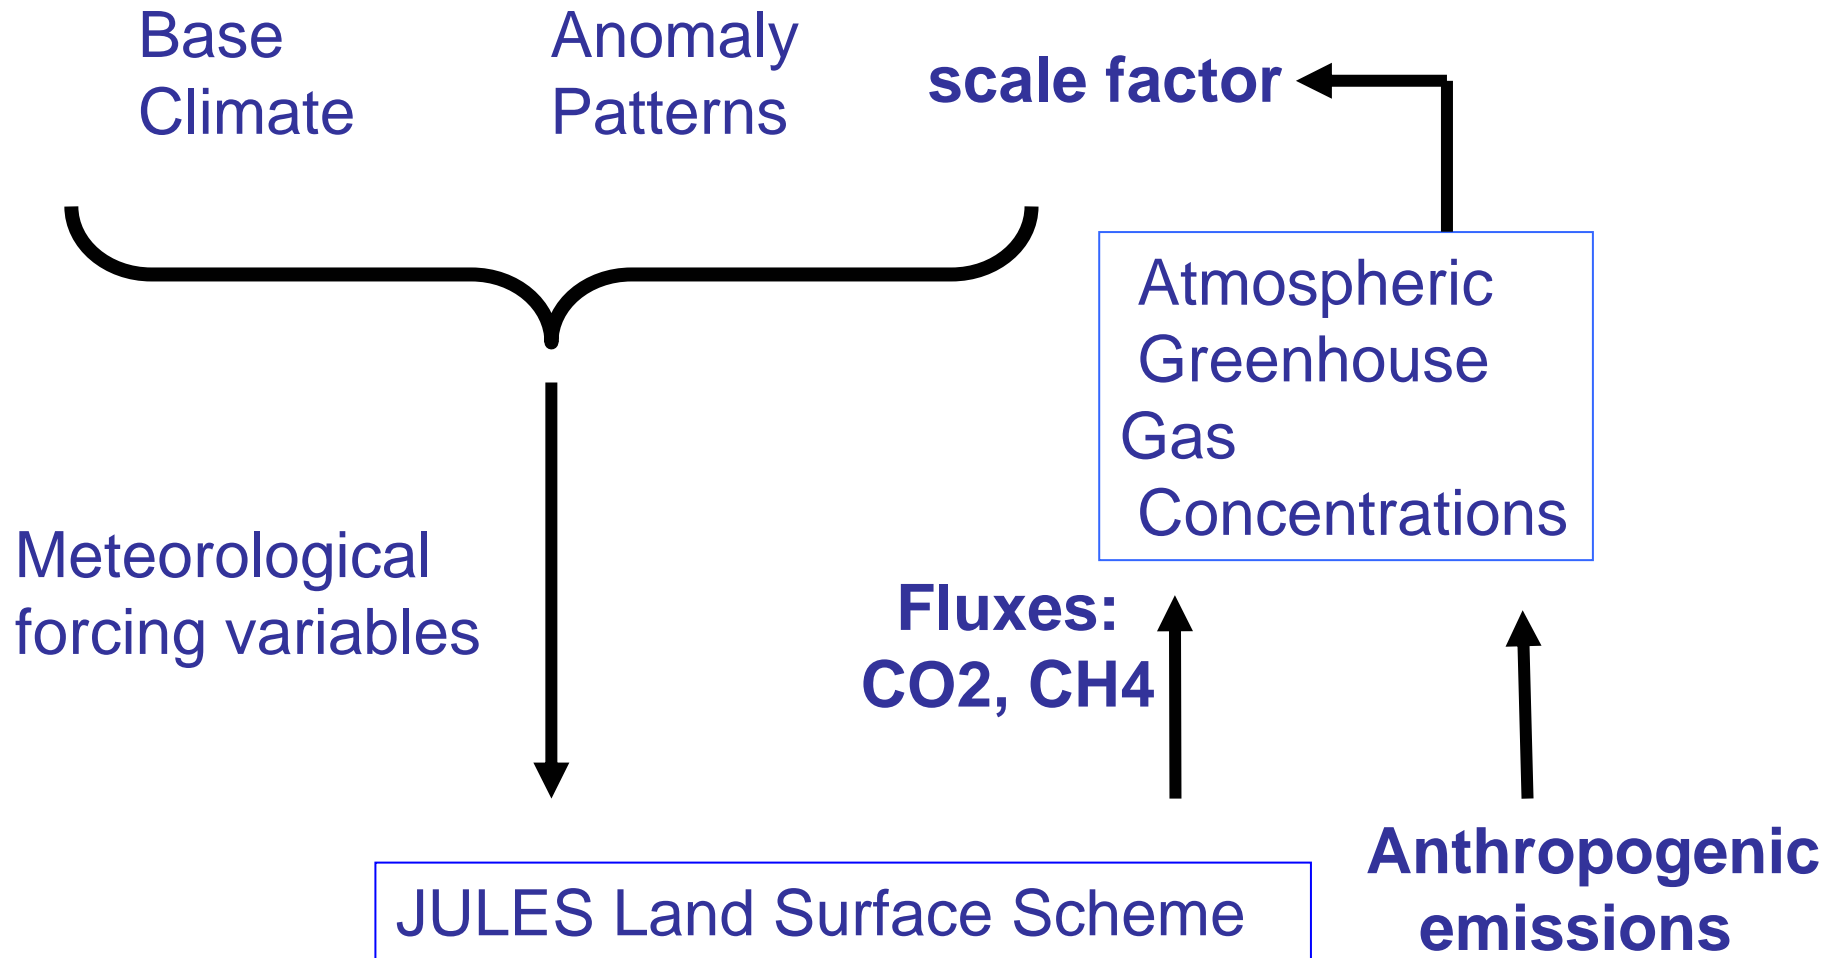 Base
Climate
Anomaly
Patterns
scale factor
Atmospheric
Greenhouse
Gas
Concentrations
Meteorological
forcing variables
Fluxes:
CO2, CH4
JULES Land Surface Scheme
Anthropogenic
emissions